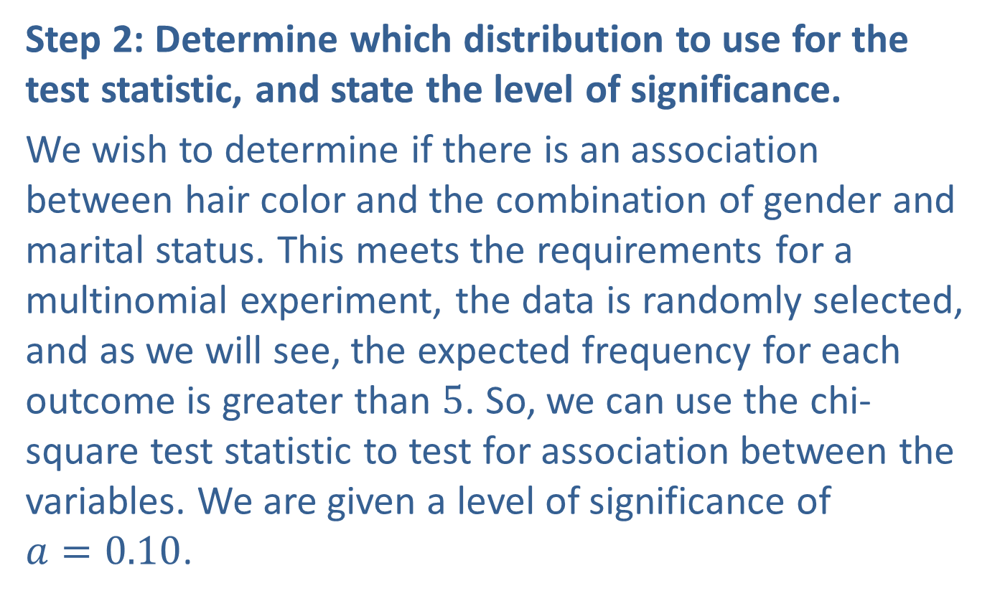 Step 2: Determine which distribution to use for the
test statistic, and state the level of significance.
We wish to determine if there is an association
between hair color and the combination of gender and
marital status. This meets the requirements for a
multinomial experiment, the data is randomly selected,
and as we will see, the expected frequency for each
outcome is greater than 5. So, we can use the chi-
square test statistic to test for association between the
variables. We are given a level of significance of
𝑎 = 0.10.